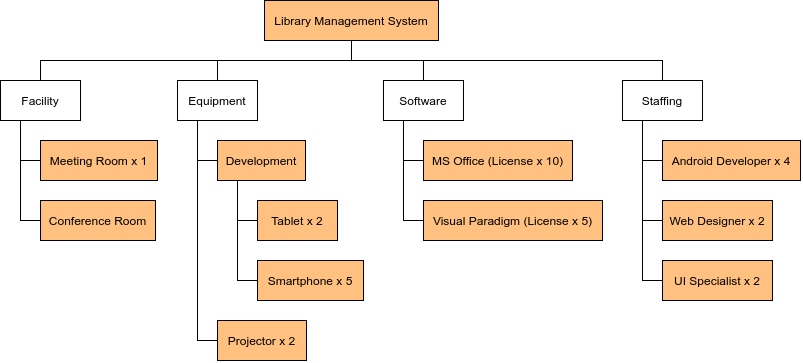 Library Management System
Facility
Equipment
Software
Staffing
Meeting Room x 1
Development
MS Office (License x 10)
Android Developer x 4
Conference Room
Tablet x 2
Visual Paradigm (License x 5)
Web Designer x 2
Smartphone x 5
UI Specialist x 2
Projector x 2